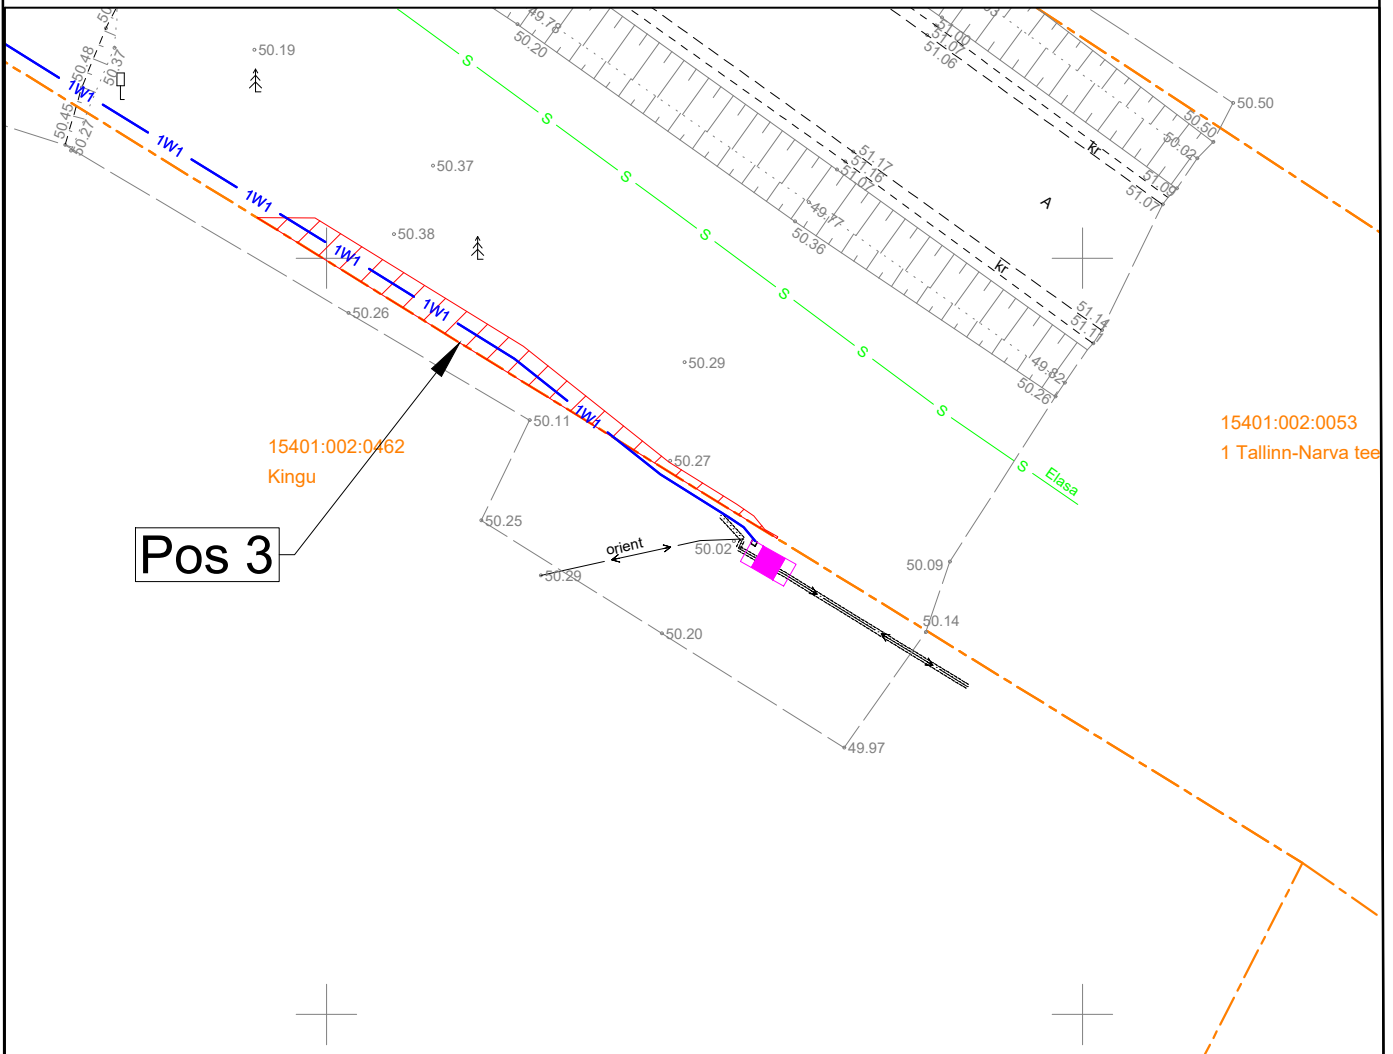 49.78
50.20
51.00
51.07
51.06
50.50
50.50
50.02
51.09
51.07
50.19
50.48
50.37
50.45
50.27
1W1
1W1
1W1
1W1
1W1
1W1
S
S
S
S
S
S
S
S
Elasa
50.37
50.38
51.17
51.16
51.07
49.77
50.36
kr
kr
A
51.14
51.11
49.82
50.26
50.26
50.29
50.11
50.27
15401:002:0462
Kingu
15401:002:0053
1 Tallinn-Narva tee
Pos 3
50.25
orient
50.02
50.29
50.09
50.14
50.20
49.97